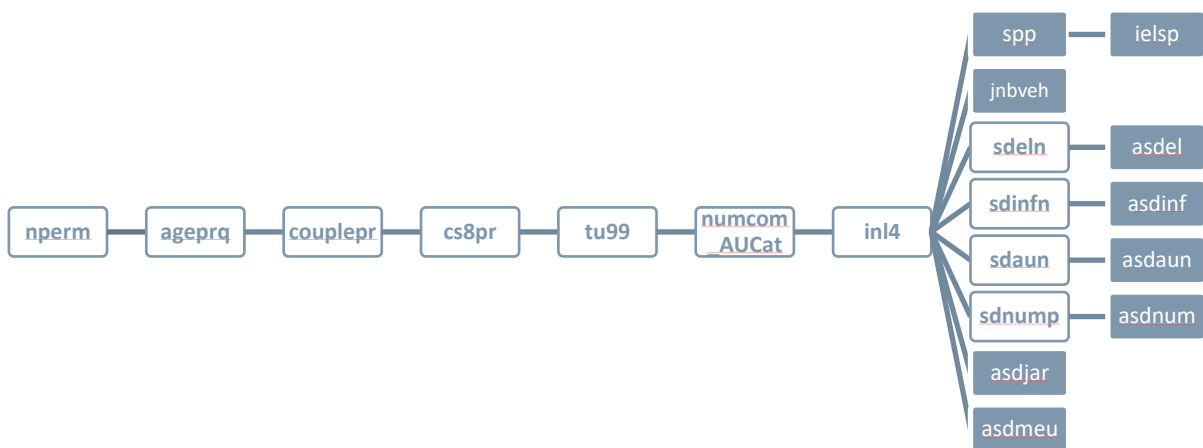 spp
ielsp
jnbveh
sdeln
asdel
sdinfn
asdinf
nperm
ageprq
couplepr
cs8pr
tu99
numcom
_AUCat
inl4
sdaun
asdaun
sdnump
asdnum
asdjar
asdmeu